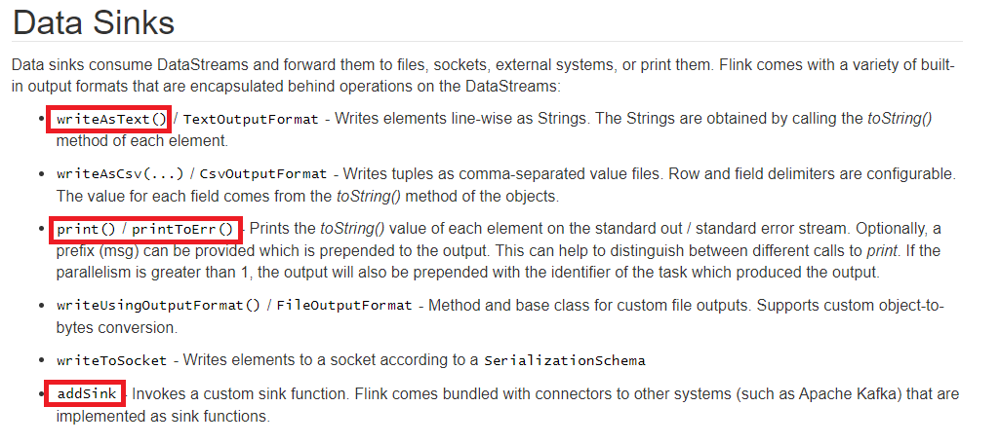 Data Sinks
Data sinks consume DataStreams and forward them to files, sockets, external systems, or print them. Flink comes with a variety of built-
in output formats that are encapsulated behind operations on the DataStreams:
• writeAsText() / TextOutputFormat - Writes elements line-wise as Strings. The Strings are obtained by calling the toString()
method of each element.
• writeAsCsv(...) / CsvOutputFormat - Writes tuples as comma-separated value files. Row and field delimiters are configurable.
The value for each field comes from the toString() method of the objects.
• print() / printToErr() - Prints the toString() value of each element on the standard out / standard error stream. Optionally, a
prefix (msg) can be provided which is prepended to the output. This can help to distinguish between different calls to print. If the
parallelism is greater than 1, the output will also be prepended with the identifier of the task which produced the output.
• writeUsingOutputFormat() / FileOutputFormat - Method and base class for custom file outputs. Supports custom object-to-
bytes conversion.
• writeToSocket - Writes elements to a socket according to a SerializationSchema
• addSink - Invokes a custom sink function. Flink comes bundled with connectors to other systems (such as Apache Kafka) that are
implemented as sink functions.